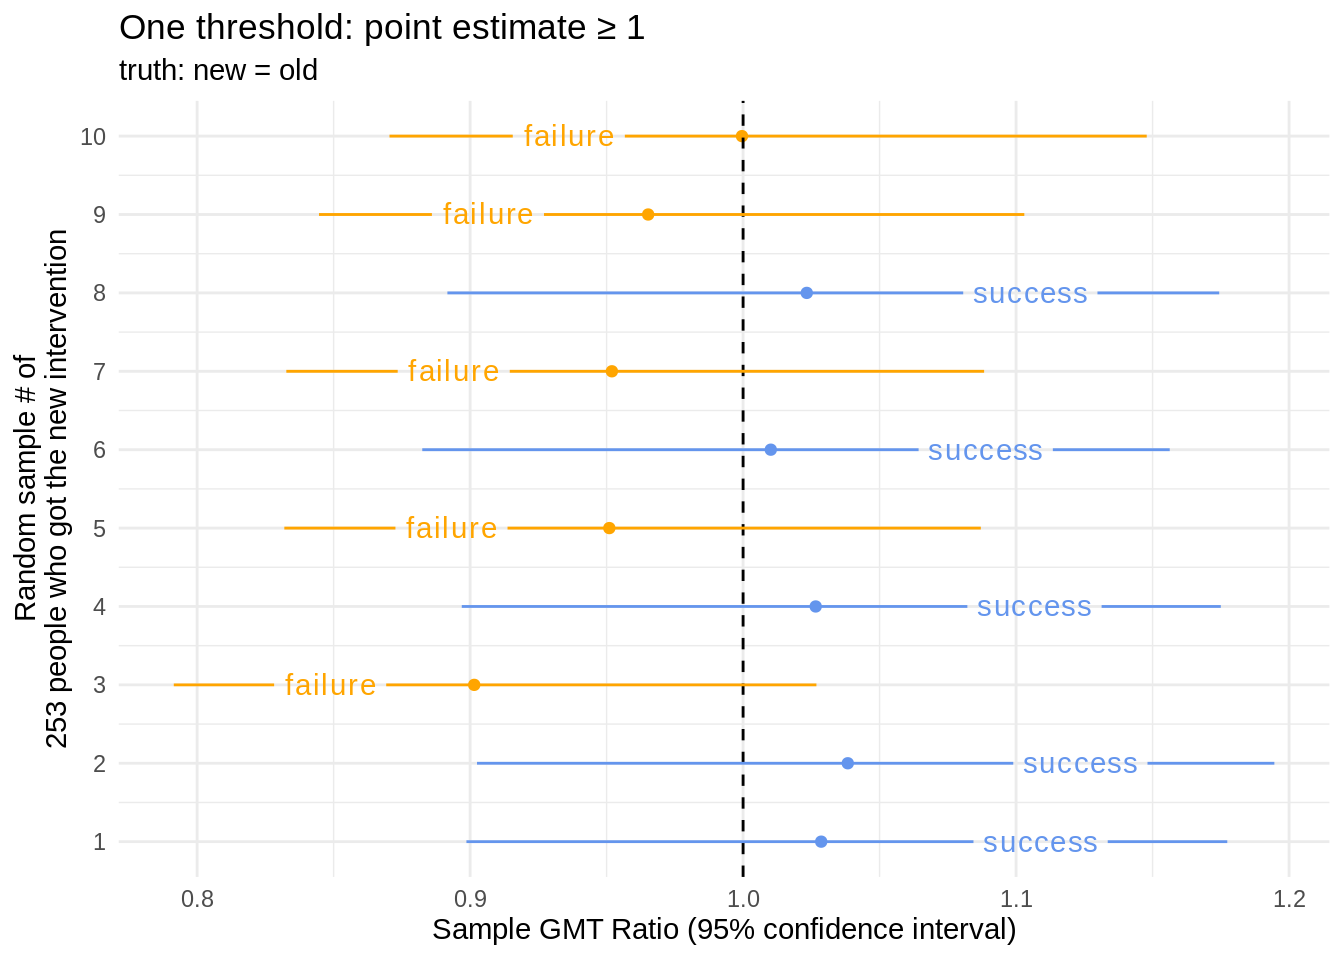 One threshold: point estimate ≥ 1
truth: new = old
Random sample # of
253 people who got the new intervention
10
failure
9
failure
8
success
7
failure
6
success
5
failure
4
success
3
failure
2
success
1
success
0.8
0.9
1.0
1.1
1.2
Sample GMT Ratio (95% confidence interval)